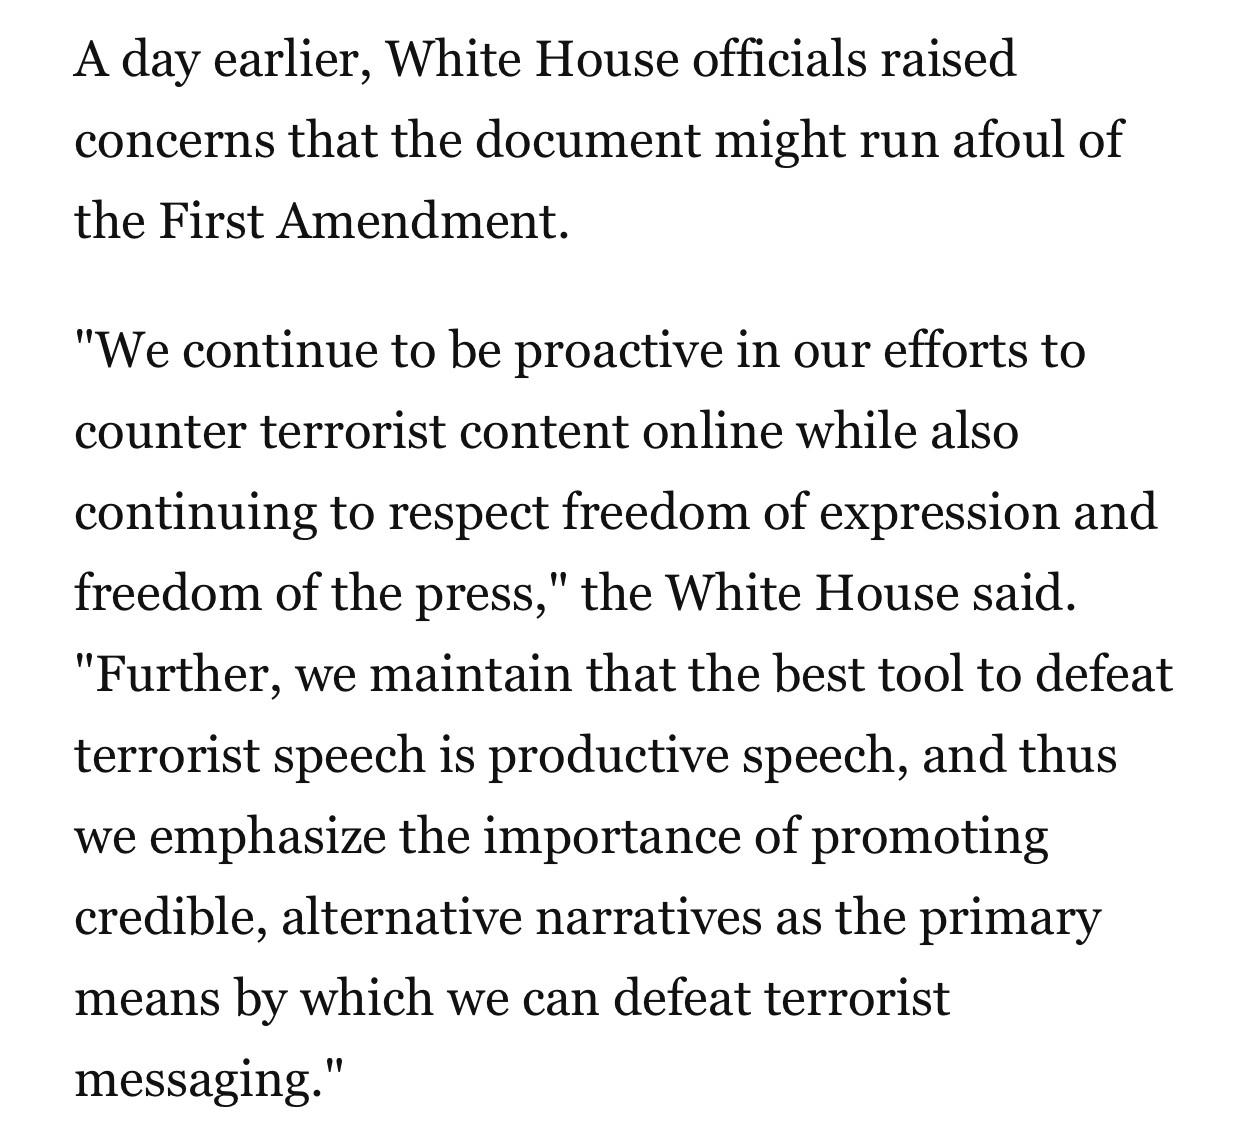 A day earlier, White House officials raised
concerns that the document might run afoul of
the First Amendment.
"We continue to be proactive in our efforts to
counter terrorist content online while also
continuing to respect freedom of expression and
freedom of the press," the White House said.
"Further, we maintain that the best tool to defeat
terrorist speech is productive speech, and thus
we emphasize the importance of promoting
credible, alternative narratives as the primary
means by which we can defeat terrorist
messaging."